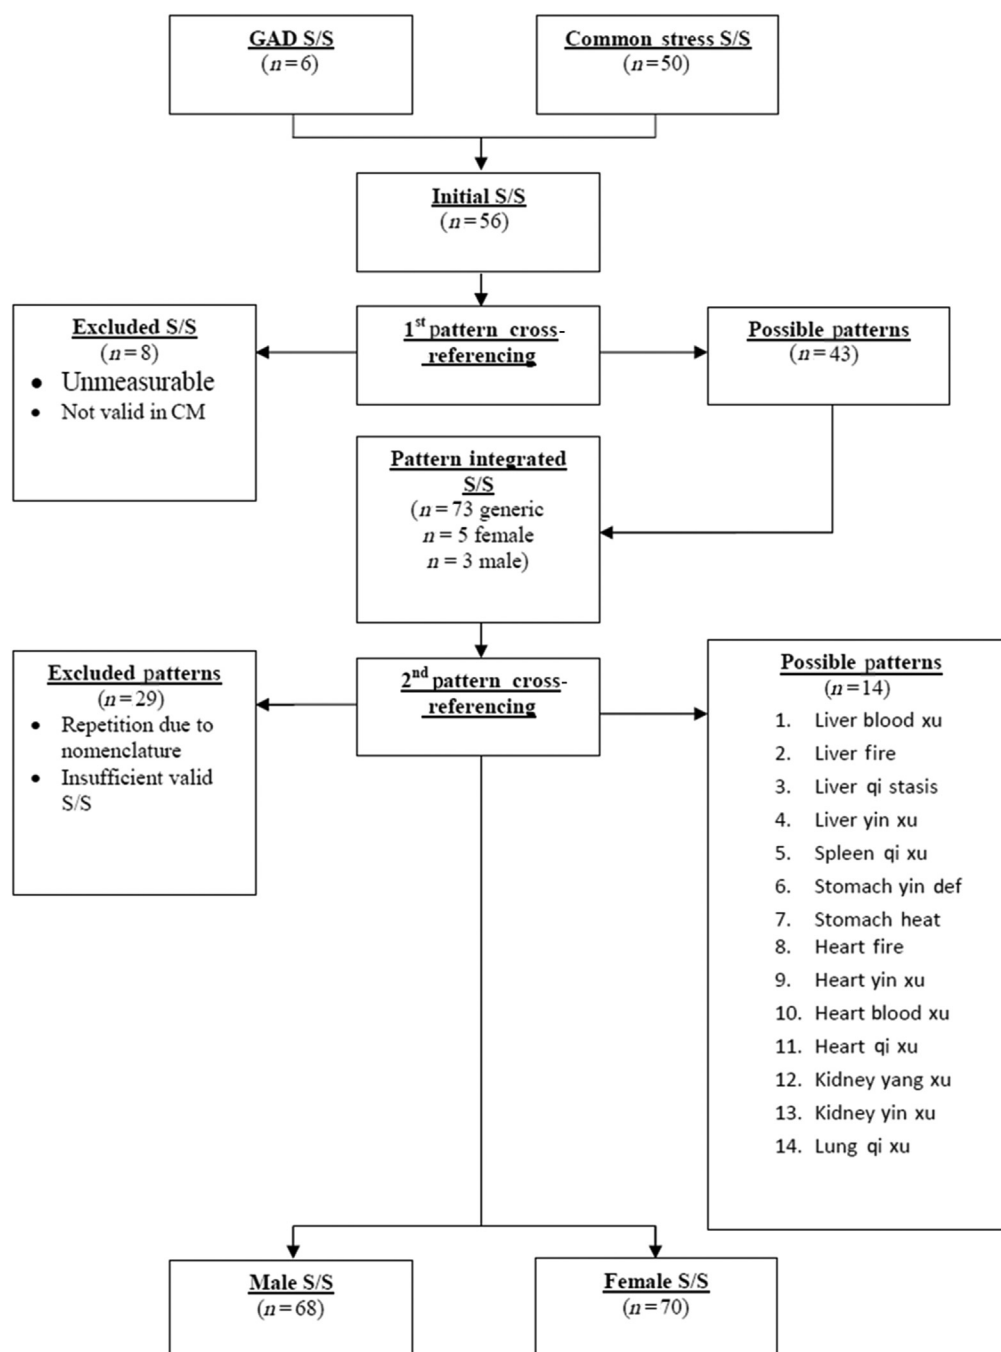 GAD S/S
(n=6)
Common stress S/S
(n=50)
Initial S/S
(n=56)
Excluded S/S
(n=8)
• Unmeasurable
• Not valid in CM
1st pattern cross-
referencing
Possible patterns
(n=43)
Pattern integrated
S/S
(n = 73 generic
n = 5 female
n = 3 male)
Excluded patterns
(n=29)
• Repetition due to
nomenclature
• Insufficient valid
S/S
2nd pattern cross-
referencing
Possible patterns
(n=14)
1. Liver blood xu
2. Liver fire
3. Liver qi stasis
4. Liver yin xu
5. Spleen qi xu
6. Stomach yin def
7. Stomach heat
8. Heart fire
9. Heart yin xu
10. Heart blood xu
11. Heart qi xu
12. Kidney yang xu
13. Kidney yin xu
14. Lung qi xu
Male S/S
(n=68)
Female S/S
(n=70)